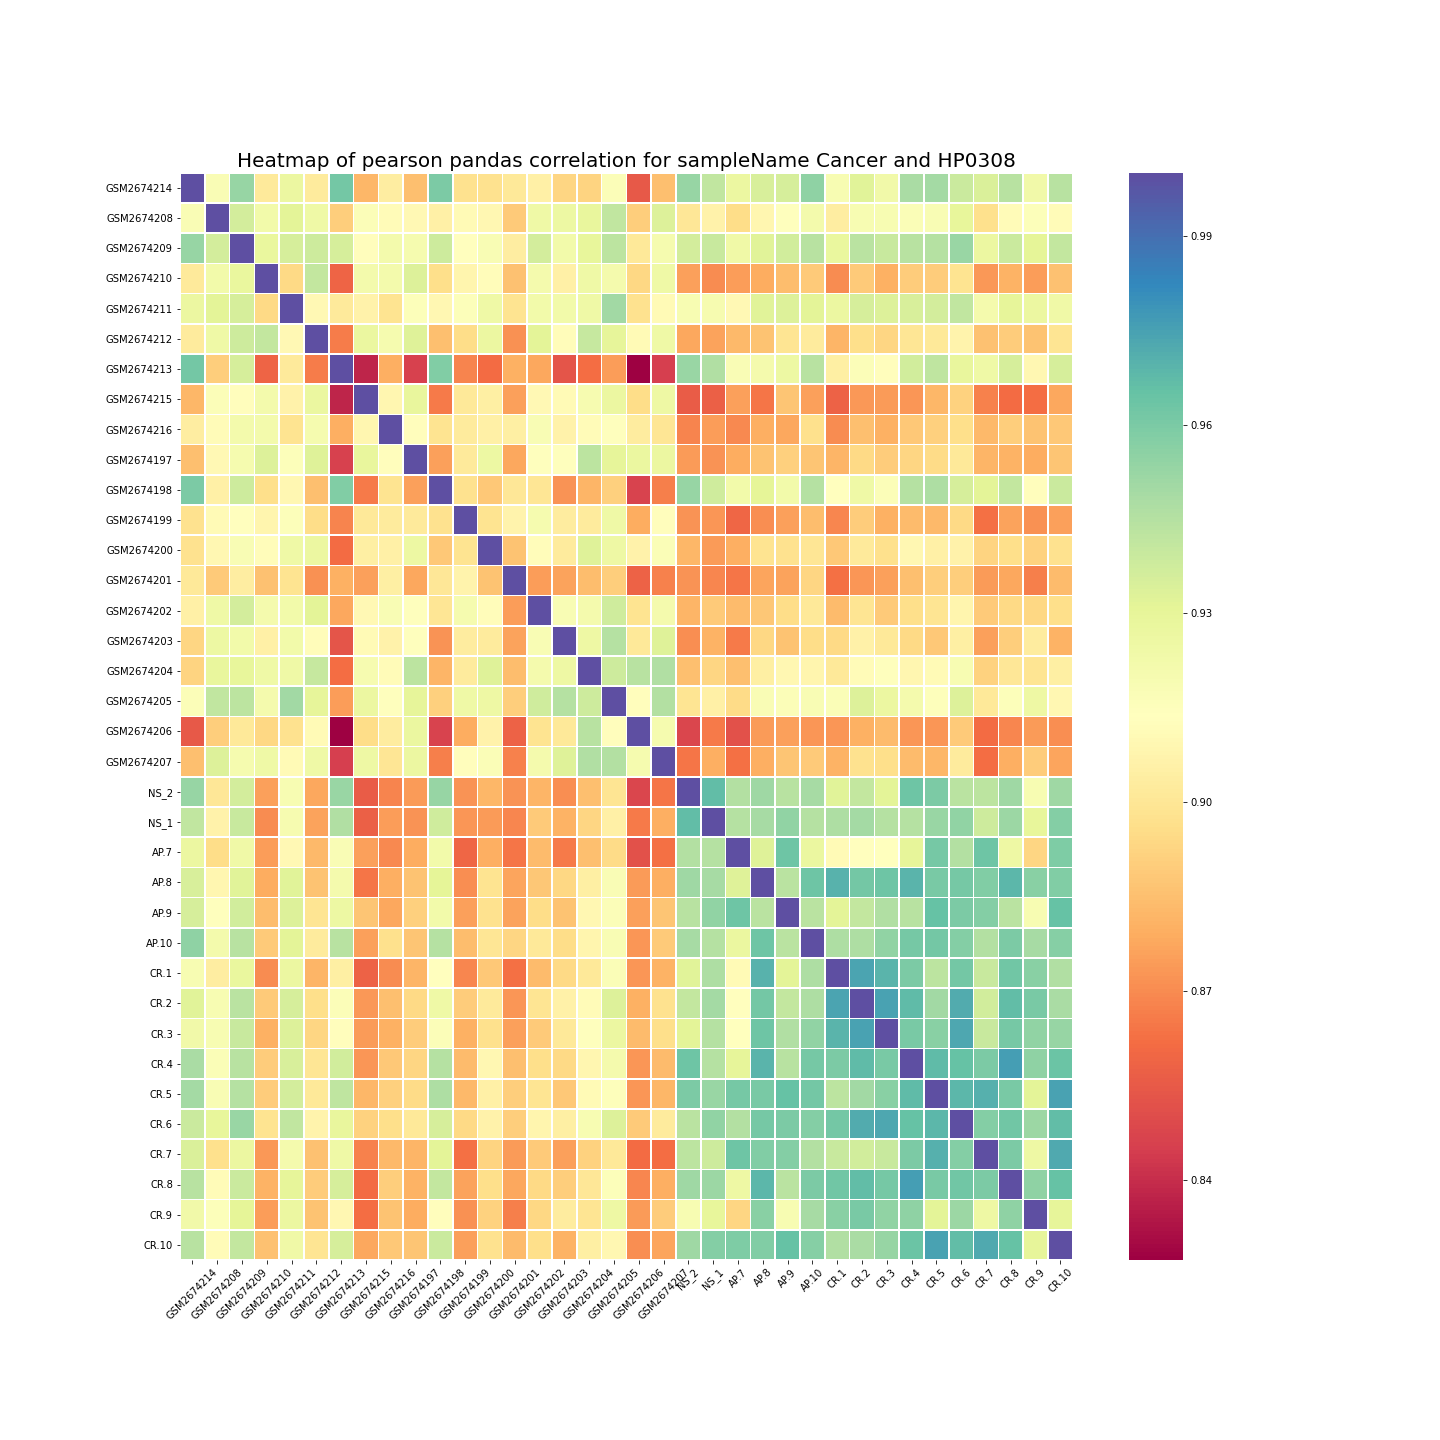 Heatmap of pearson pandas correlation for sampleName Cancer and HP0308
GSM2674214
GSM2674208
GSM2674209
GSM2674210
GSM2674211
GSM2674212
GSM2674213
GSM2674215
GSM2674216
GSM2674197
GSM2674198
GSM2674199
GSM2674200
GSM2674201
GSM2674202
GSM2674203
GSM2674204
GSM2674205
GSM2674206
GSM2674207
NS_2
NS_1
AP.7
AP.8
AP.9
AP.10
CR.1
CR.2
CR.3
CR.4
CR.5
CR.6
CR.7
CR.8
CR.9
CR.10
GSM2674214
GSM2674208
GSM2674209
GSM2674210
GSM2674211
GSM2674212
GSM2674213
GSM2674215
GSM2674216
GSM2674197
GSM2674198
GSM2674199
GSM2674200
GSM2674201
GSM2674202
GSM2674203
GSM2674204
GSM2674205
GSM2674206
GSM2674207
NS_2
NS_1
AP.7
AP.8
AP.9
AP.10
CR.1
CR.2
CR.3
CR.4
CR.5
CR.6
CR.7
CR.8
CR.9
CR.10
0.99
0.96
0.93
0.90
0.87
0.84